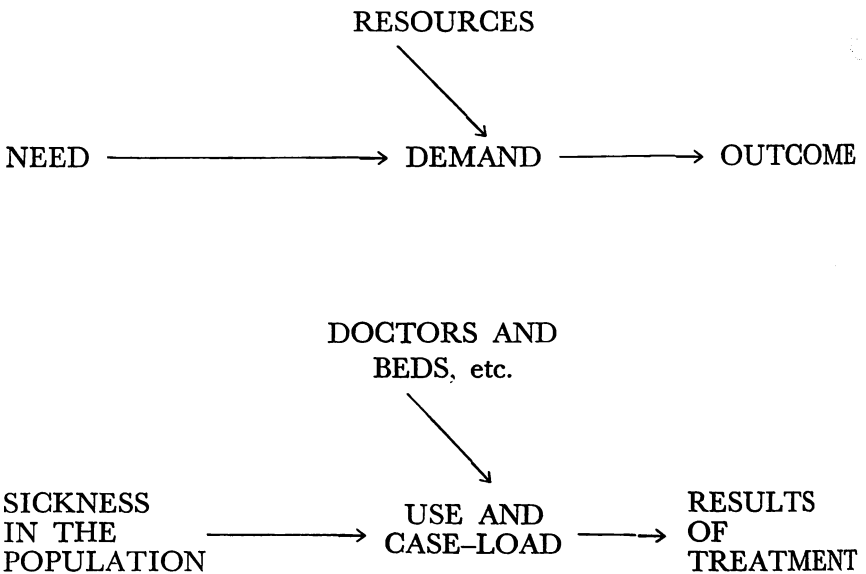 RESOURCES
NEED DEMAND OUTCOME
DOCTORS AND
BEDS, etc.
SICKNESS
IN THE
POPULATION
USE AND
CASE–LOAD
RESULTS
OF
TREATMENT